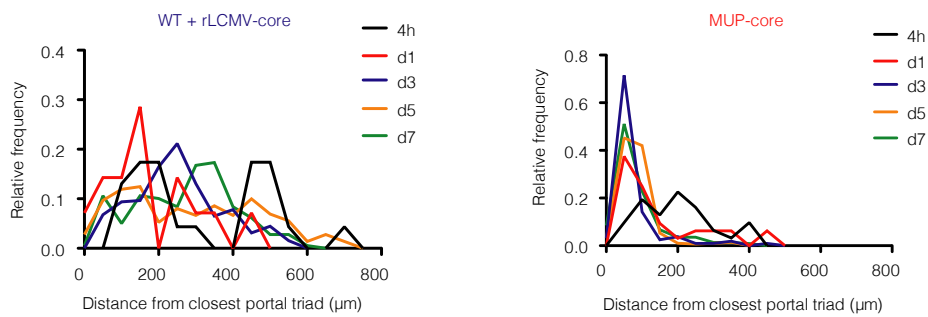 WT + rLCMV-core
4h
d1
d3
d5
d7
Relative frequency
0.4
0.3
0.2
0.1
0.0
0 200 400 600 800
Distance from closest portal triad (µm)
MUP-core
4h
d1
d3
d5
d7
Relative frequency
0.8
0.6
0.4
0.2
0.0
0 200 400 600 800
Distance from closest portal triad (µm)